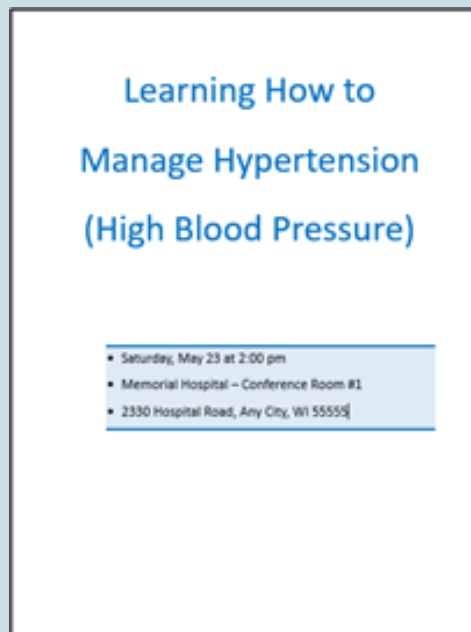 Learning How to
Manage Hypertension
(High Blood Pressure)
• Saturday, May 23 at 2:00 pm
• Memorial Hospital – Conference Room #1
• 2330 Hospital Road, Any City, WI 55555